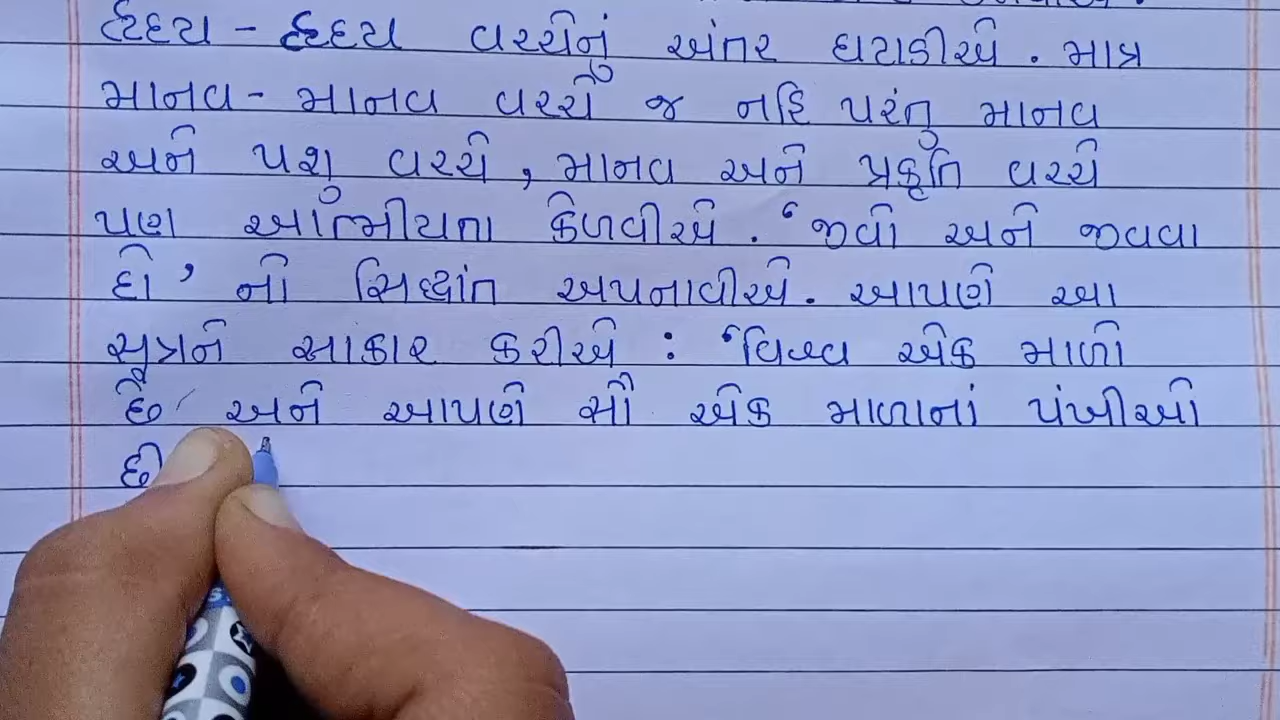 હૃદય - હૃદય વચ્ચેનું અંતર ઘટાડીએ . માત્ર
માનવ - માનવ વચ્ચે જ નહિ પરંતુ માનવ
અને પશુ વચ્ચે , માનવ અને પ્રકૃતિ વચ્ચે
પણ આત્મીયતા કેળવીએ . ‘ જીવો અને જીવવા
દો ’ નો સિદ્ધાંત અપનાવીએ . આપણે આ
સૂત્રને સાકાર કરીએ : ‘ વિશ્વ એક માળો
છે અને આપણે સૌ એક માળાનાં પંખીઓ
છી